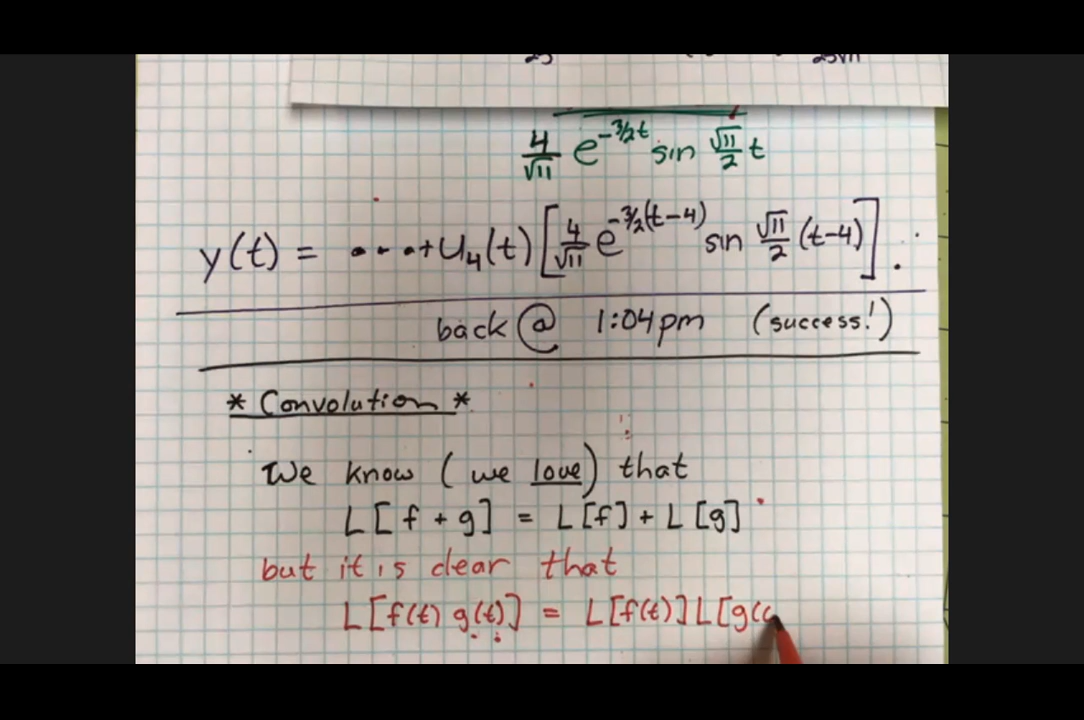 4/√11 e^-3/2t sin √11/2 t
y(t) = ...+ U₄(t) [4/√11 e^-3/2(t-4) sin √11/2 (t-4)].
back @ 1:04pm (success!)
* Convolution *
We know (we love) that
L[f + g] = L[f] + L[g]
but it is clear that
L[f(t) g(t)] = L[f(t)] L[g(